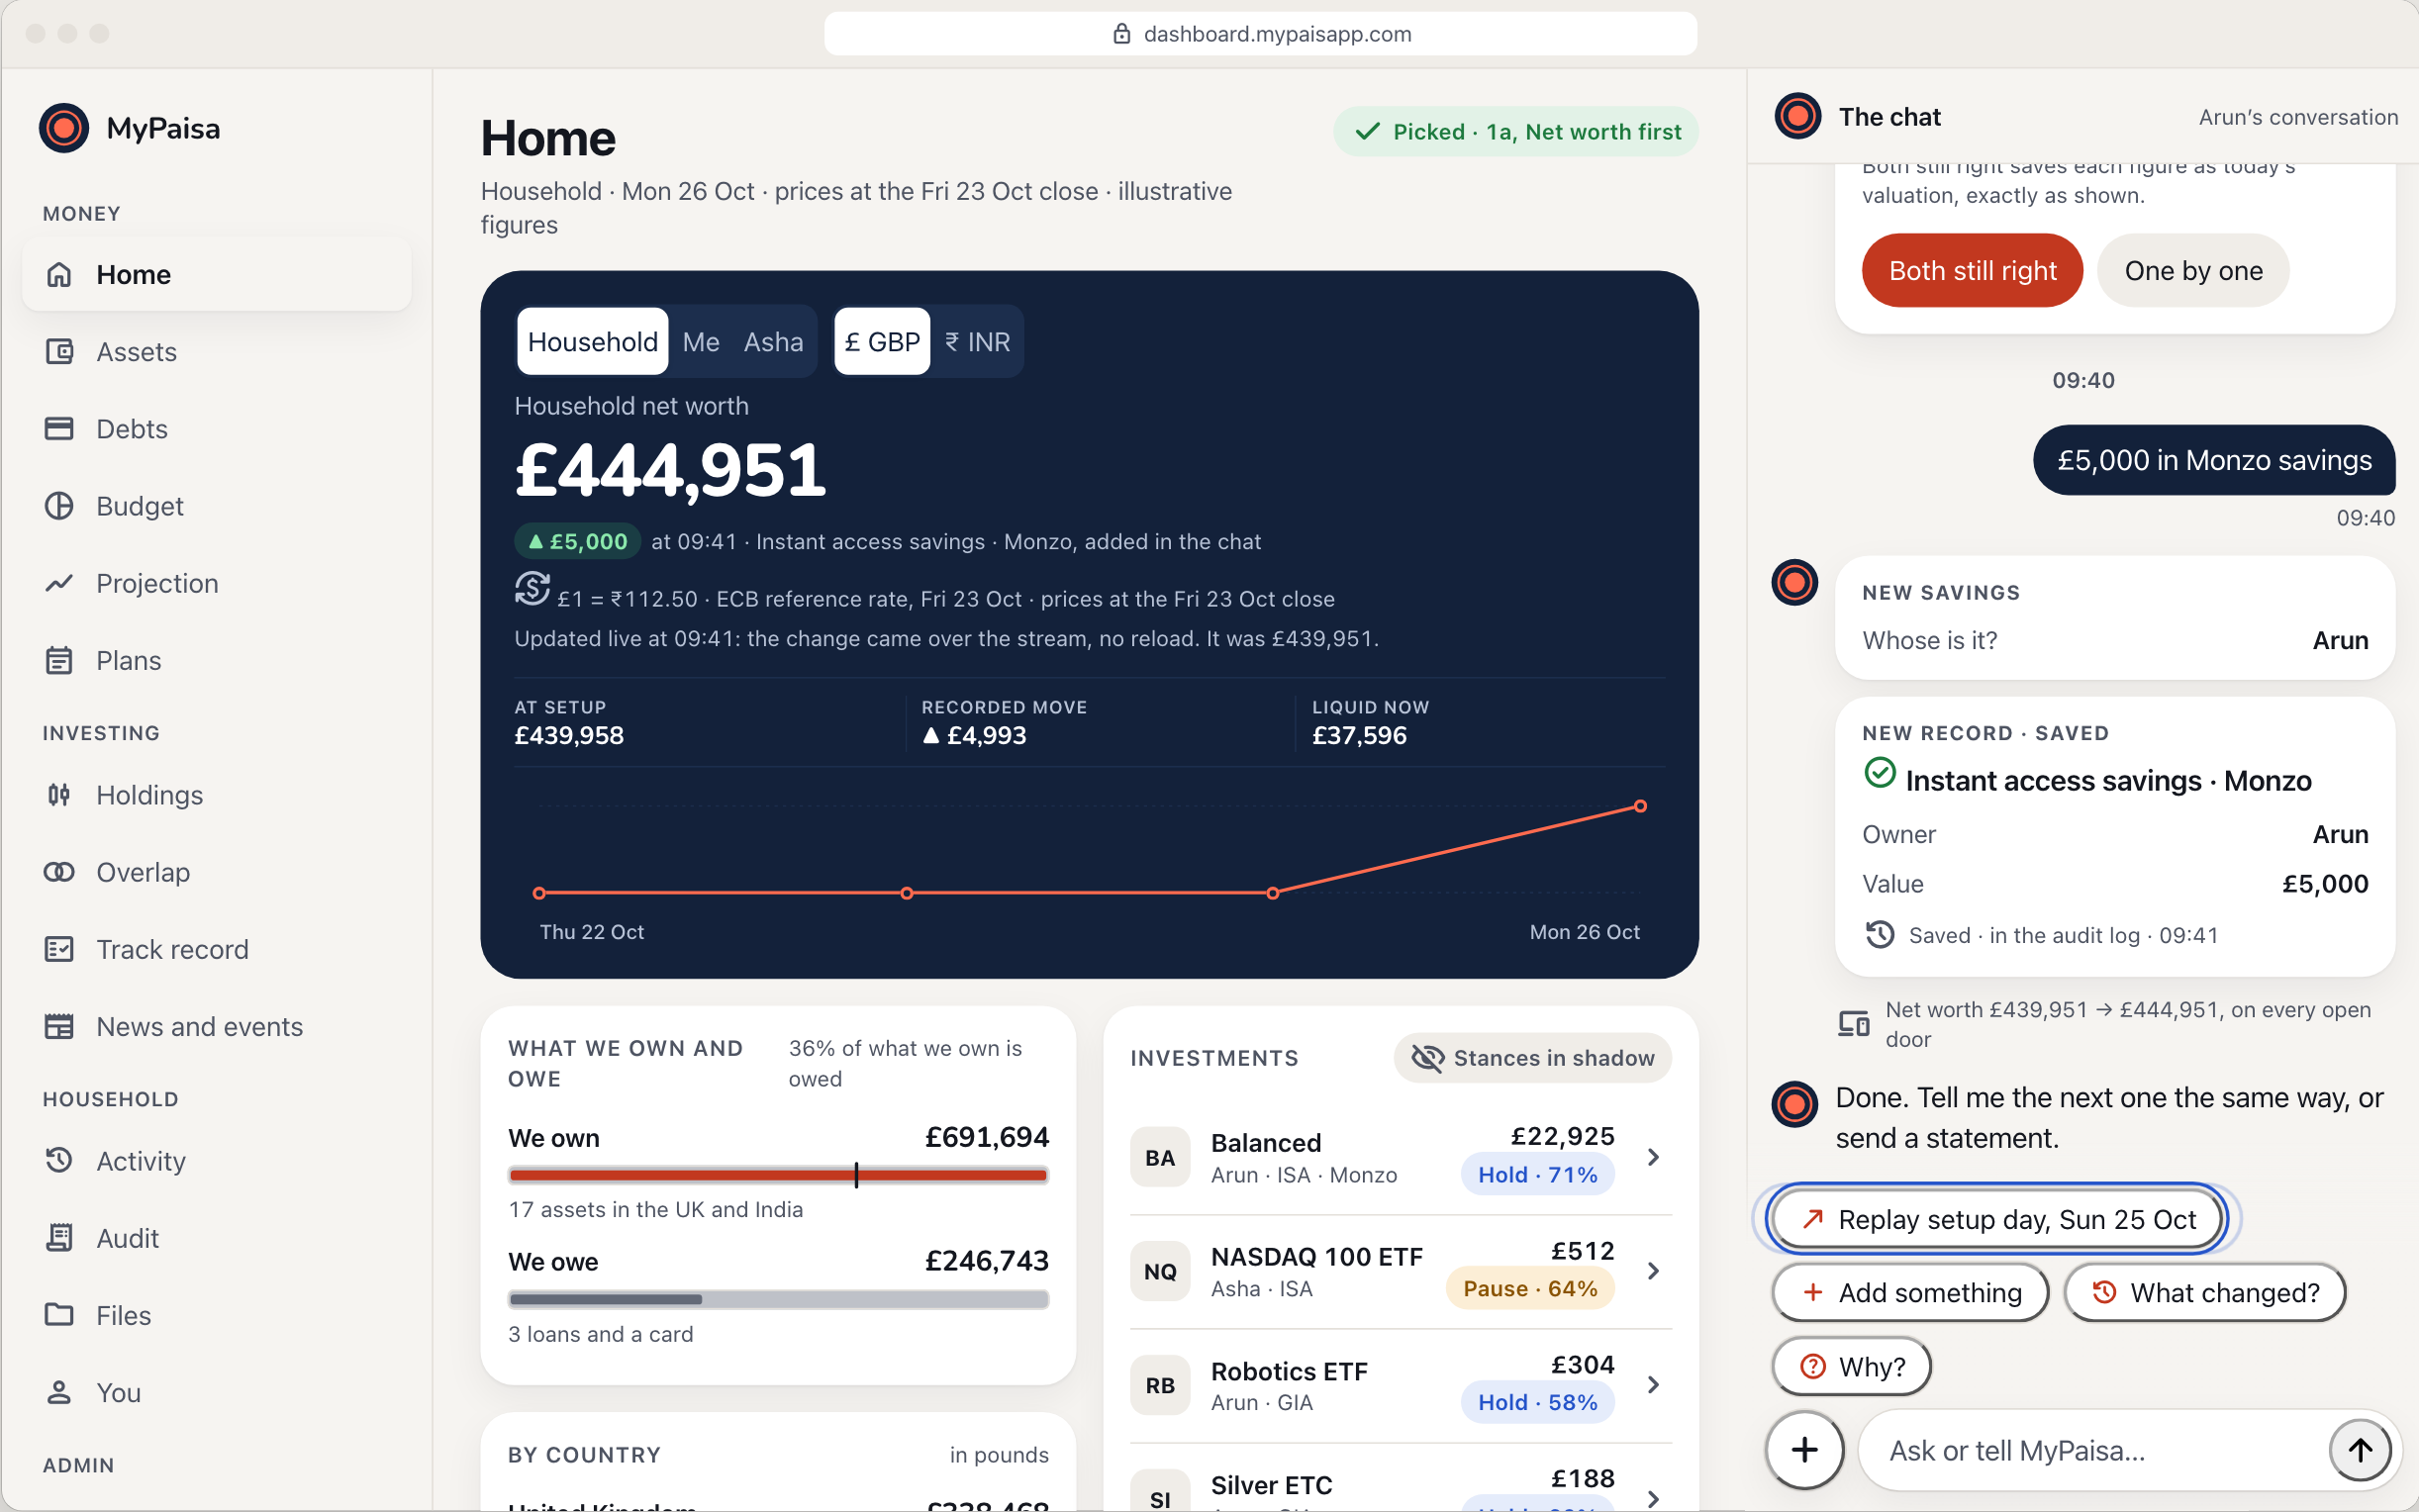 dashboard.mypaisapp.com
MyPaisa
MONEY
Home
Assets
Debts
Budget
Projection
Plans
INVESTING
Holdings
Overlap
Track record
News and events
HOUSEHOLD
Activity
Audit
Files
You
ADMIN
Home
Picked · 1a, Net worth first
Household · Mon 26 Oct · prices at the Fri 23 Oct close · illustrative
figures
Household Me Asha £ GBP ₹ INR
Household net worth
£444,951
▲ £5,000 at 09:41 · Instant access savings · Monzo, added in the chat
£1 = ₹112.50 · ECB reference rate, Fri 23 Oct · prices at the Fri 23 Oct close
Updated live at 09:41: the change came over the stream, no reload. It was £439,951.
AT SETUP
£439,958
RECORDED MOVE
▲ £4,993
LIQUID NOW
£37,596
Thu 22 Oct
Mon 26 Oct
WHAT WE OWN AND
OWE
36% of what we own is
owed
We own £691,694
17 assets in the UK and India
We owe £246,743
3 loans and a card
BY COUNTRY in pounds
United Kingdom £238,468
INVESTMENTS
Stances in shadow
BA
Balanced £22,925
Arun · ISA · Monzo Hold · 71%
NQ
NASDAQ 100 ETF £512
Asha · ISA Pause · 64%
RB
Robotics ETF £304
Arun · GIA Hold · 58%
SI
Silver ETC £188
The chat
Arun's conversation
Both still right saves each figure as today's
valuation, exactly as shown.
Both still right One by one
09:40
£5,000 in Monzo savings
09:40
NEW SAVINGS
Whose is it? Arun
NEW RECORD · SAVED
Instant access savings · Monzo
Owner Arun
Value £5,000
Saved · in the audit log · 09:41
Net worth £439,951 → £444,951, on every open
door
Done. Tell me the next one the same way, or
send a statement.
Replay setup day, Sun 25 Oct
Add something
What changed?
Why?
Ask or tell MyPaisa...